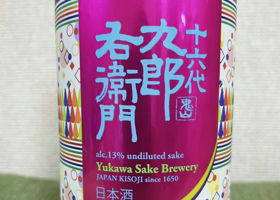 十六代
九郎
右衛門
alc.13% undiluted sake
Yukawa Sake Brewery
JAPAN KISOJI since 1650
日本酒